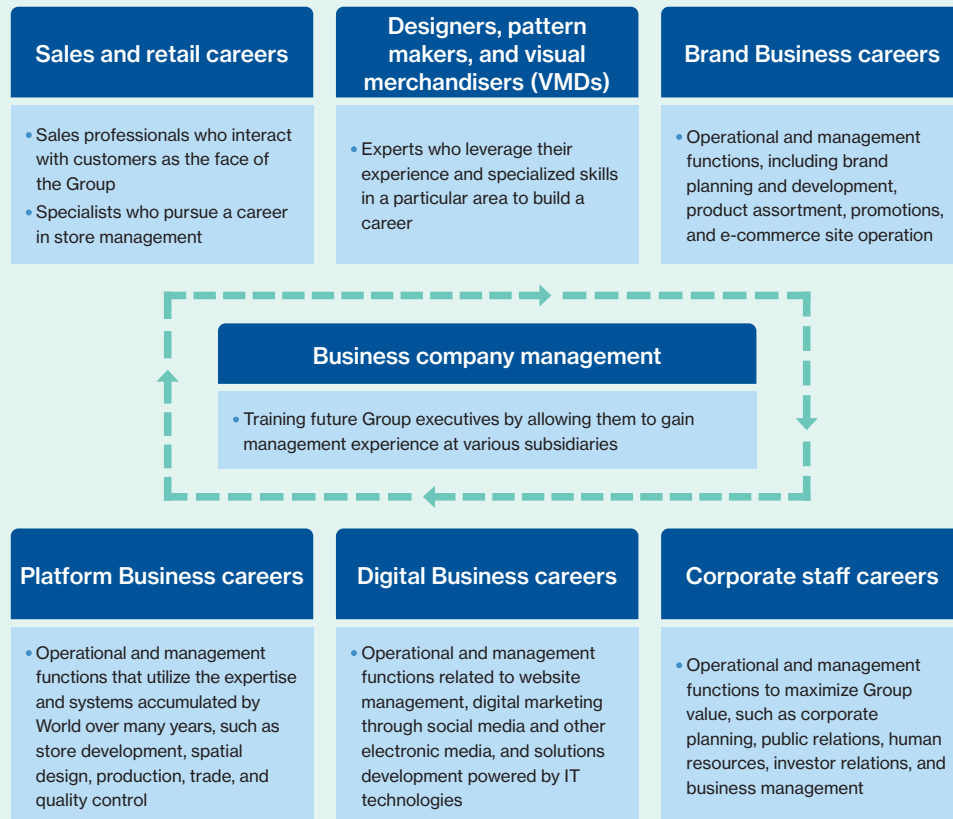 Sales and retail careers
• Sales professionals who interact
with customers as the face of
the Group
• Specialists who pursue a career
in store management
Designers, pattern
makers, and visual
merchandisers (VMDs)
• Experts who leverage their
experience and specialized skills
in a particular area to build a
career
Brand Business careers
• Operational and management
functions, including brand
planning and development,
product assortment, promotions,
and e-commerce site operation
Business company management
• Training future Group executives by allowing them to gain
management experience at various subsidiaries
Platform Business careers
• Operational and management
functions that utilize the expertise
and systems accumulated by
World over many years, such as
store development, spatial
design, production, trade, and
quality control
Digital Business careers
• Operational and management
functions related to website
management, digital marketing
through social media and other
electronic media, and solutions
development powered by IT
technologies
Corporate staff careers
• Operational and management
functions to maximize Group
value, such as corporate
planning, public relations, human
resources, investor relations, and
business management